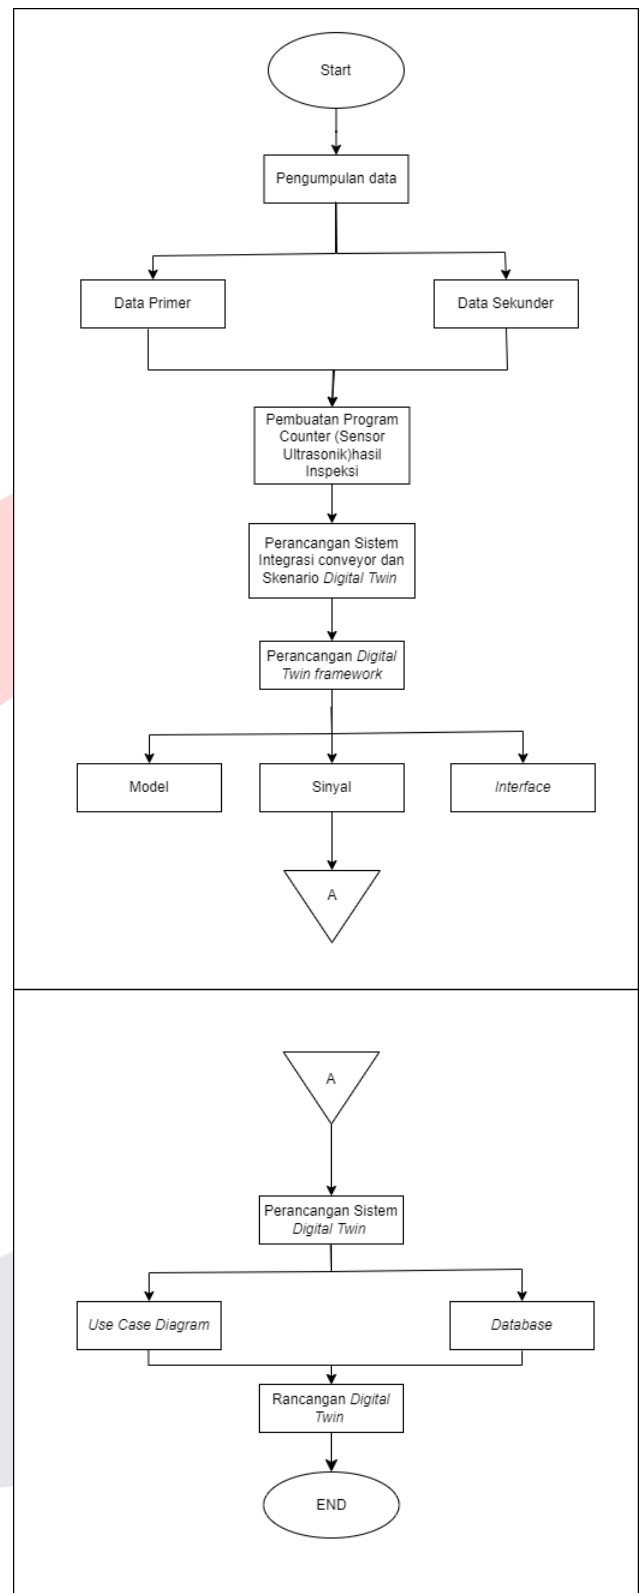 Start
Pengumpulan data
Data Primer
Data Sekunder
Pembuatan Program
Counter (Sensor
Ultrasonik)hasil
Inspeksi
Perancangan Sistem
Integrasi conveyor dan
Skenario Digital Twin
Perancangan Digital
Twin framework
Model
Sinyal
Interface
A
A
Perancangan Sistem
Digital Twin
Use Case Diagram
Database
Rancangan Digital
Twin
END